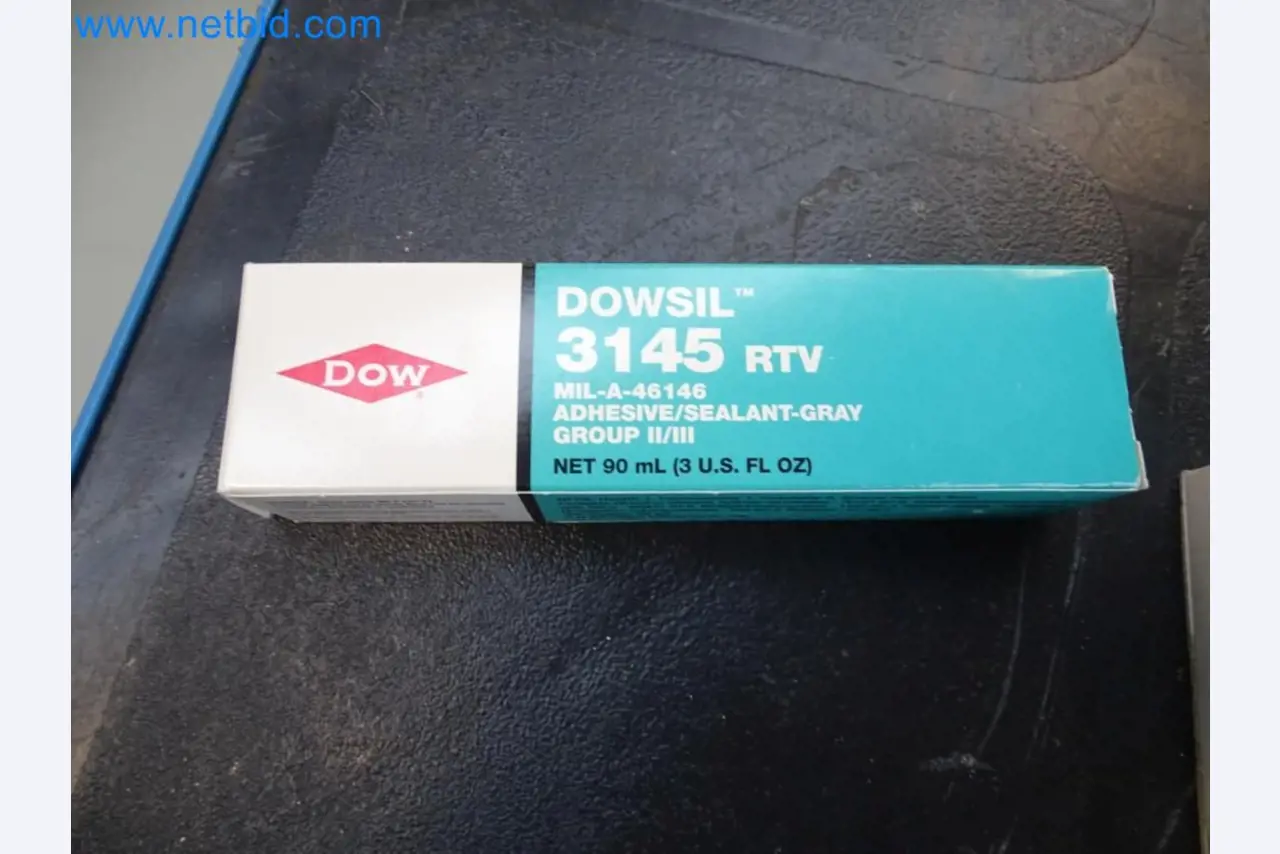 www.netbid.com
DOW
DOWSIL™
3145 RTV
MIL-A-46146
ADHESIVE/SEALANT-GRAY
GROUP II/III
NET 90 mL (3 U.S. FL OZ)